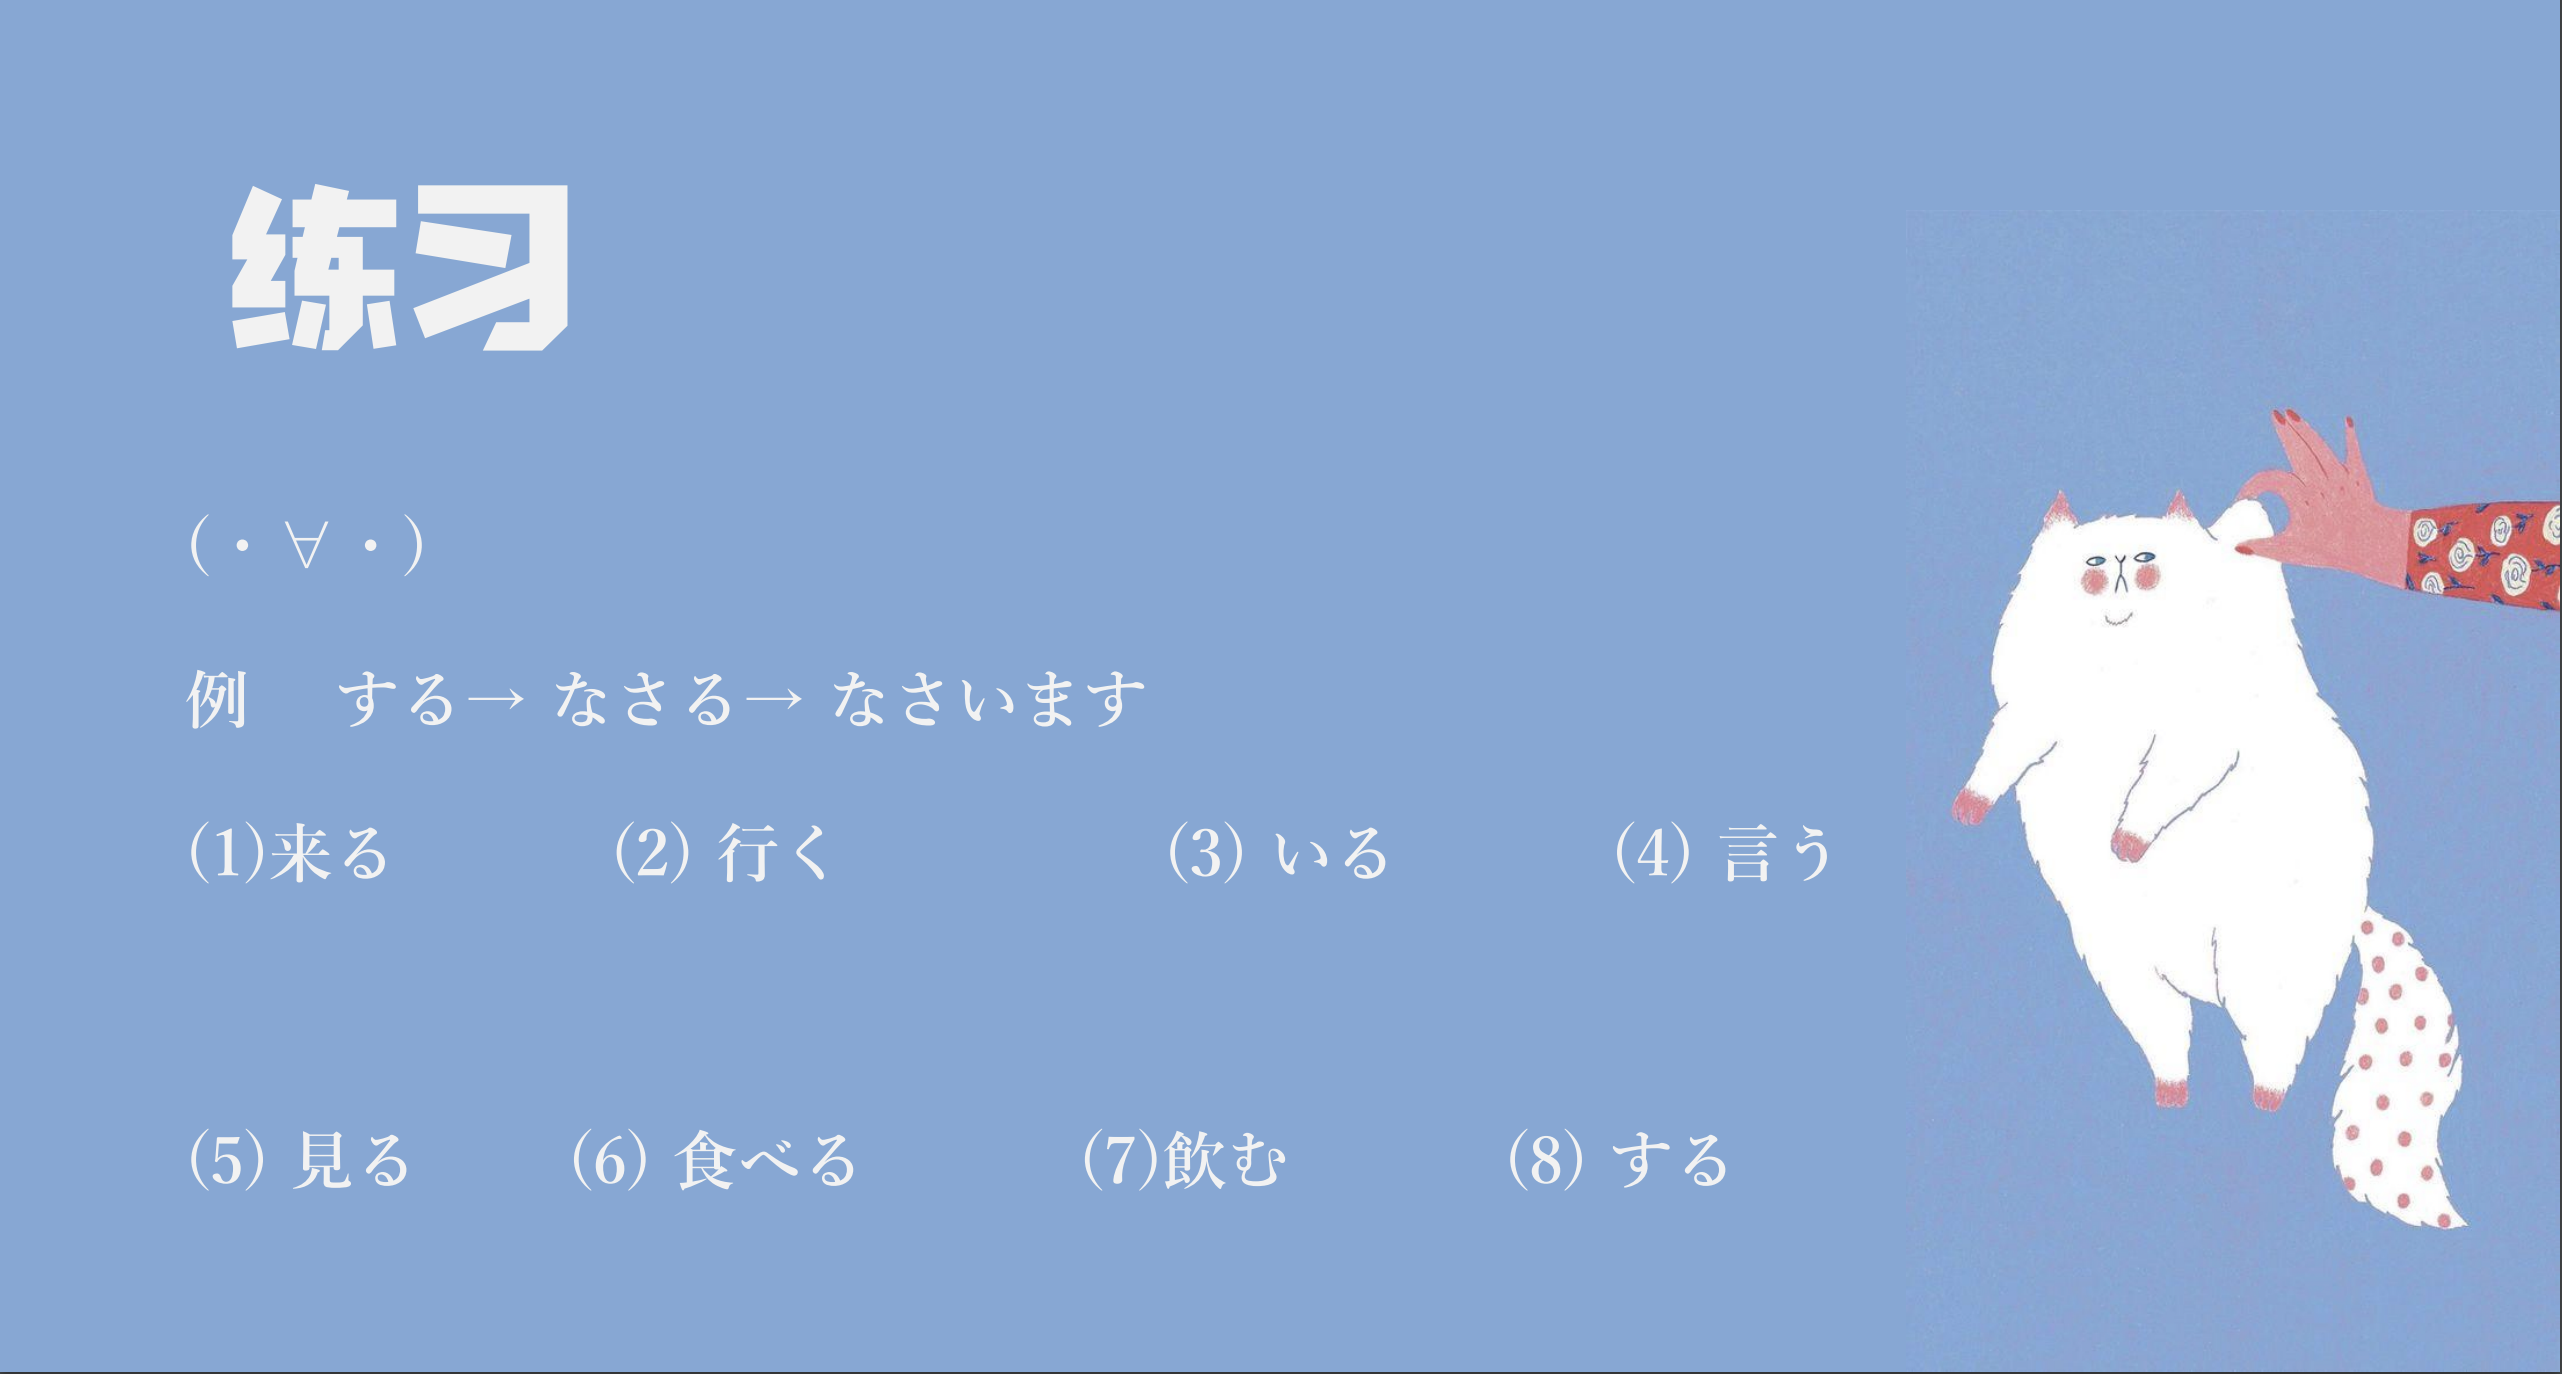 练习
(・∀・)
例　する→ なさる→ なさいます
(1)来る　(2) 行く　(3) いる　(4) 言う
(5) 見る　(6) 食べる　(7)飲む　(8) する